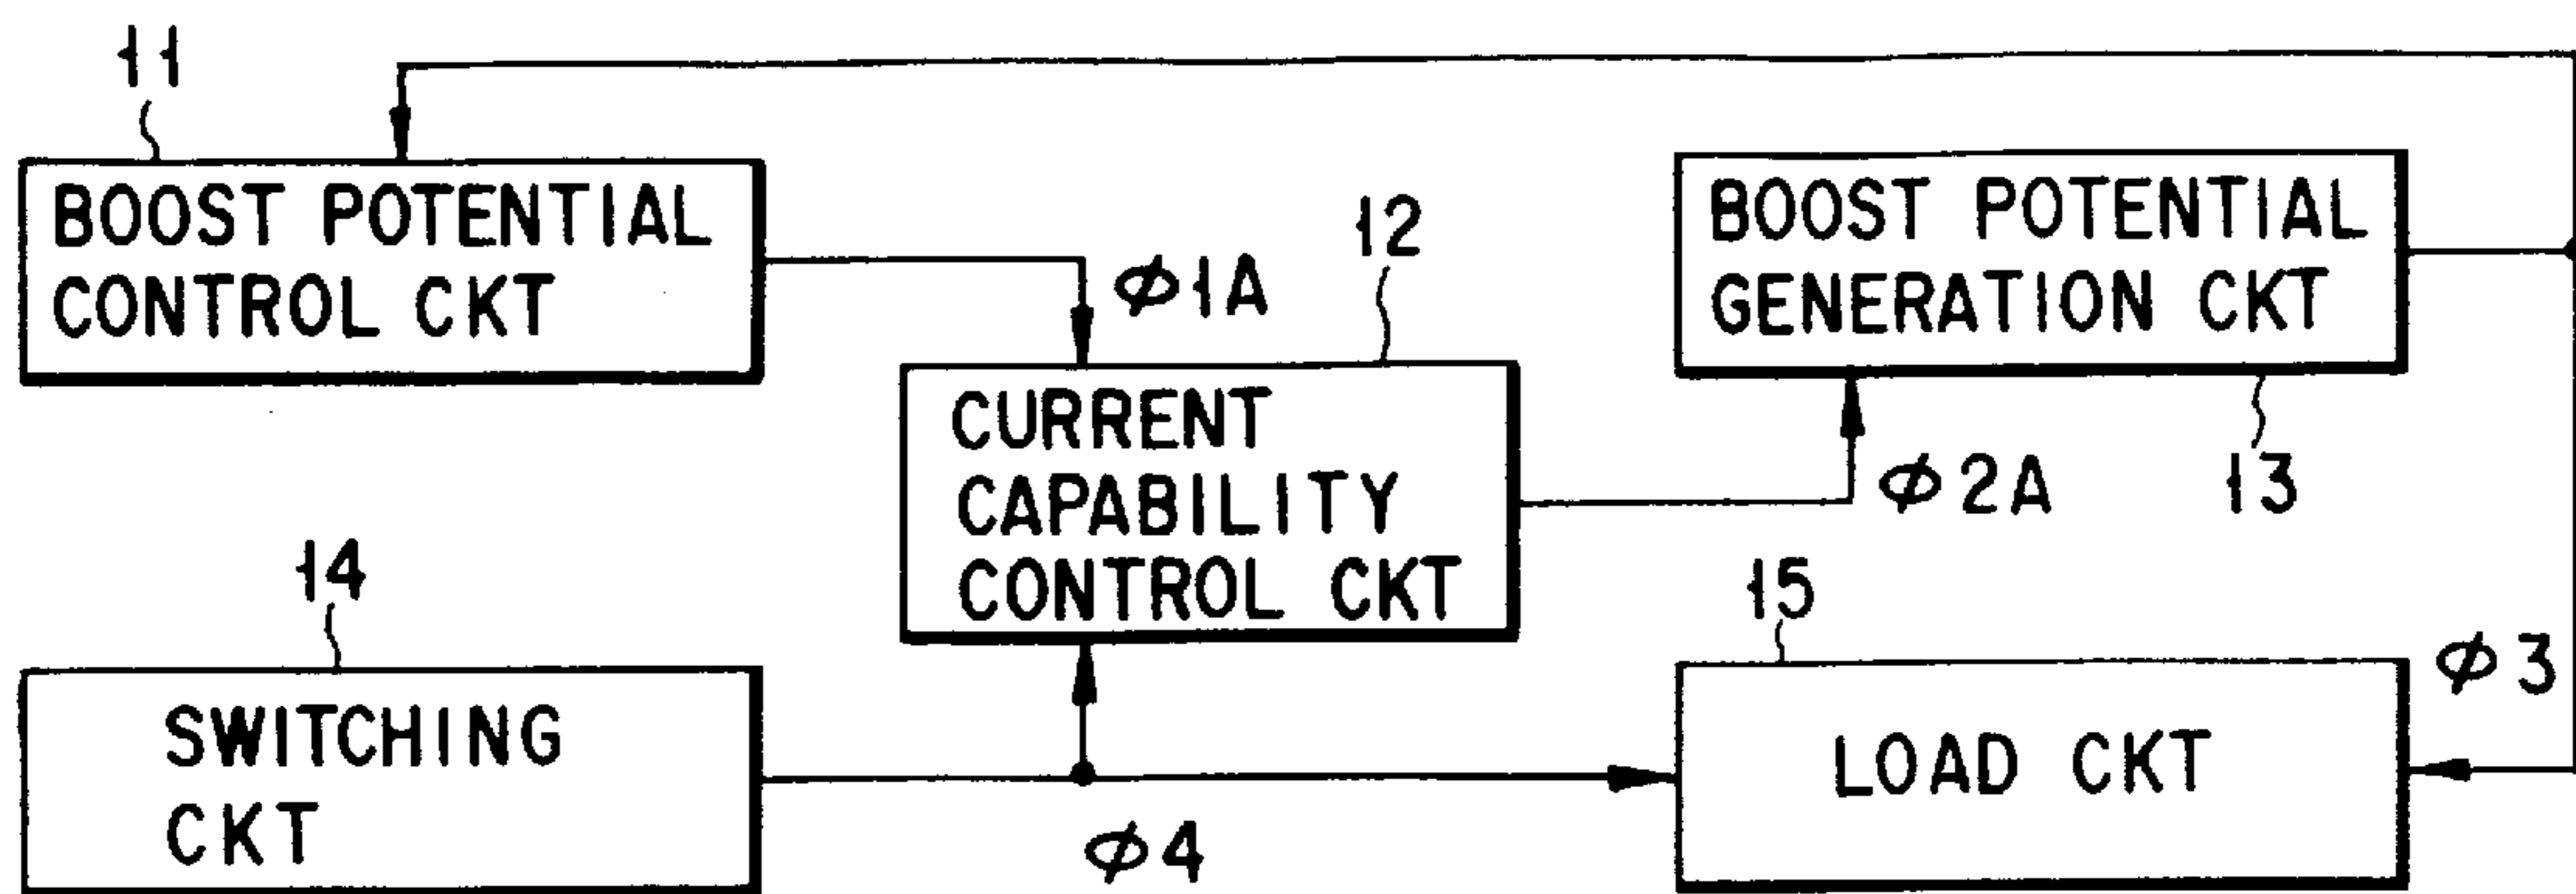 11
BOOST POTENTIAL
CONTROL CKT
ϕ1A
12
CURRENT
CAPABILITY
CONTROL CKT
BOOST POTENTIAL
GENERATION CKT
ϕ2A
13
14
SWITCHING
CKT
ϕ4
15
LOAD CKT
ϕ3